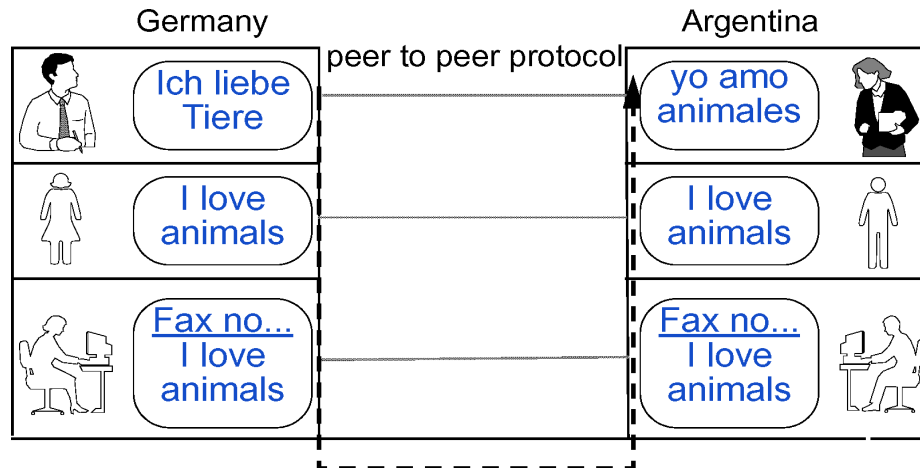 Germany
Argentina
peer to peer protocol
Ich liebe
Tiere
yo amo
animales
I love
animals
I love
animals
Fax no...
I love
animals
Fax no...
I love
animals